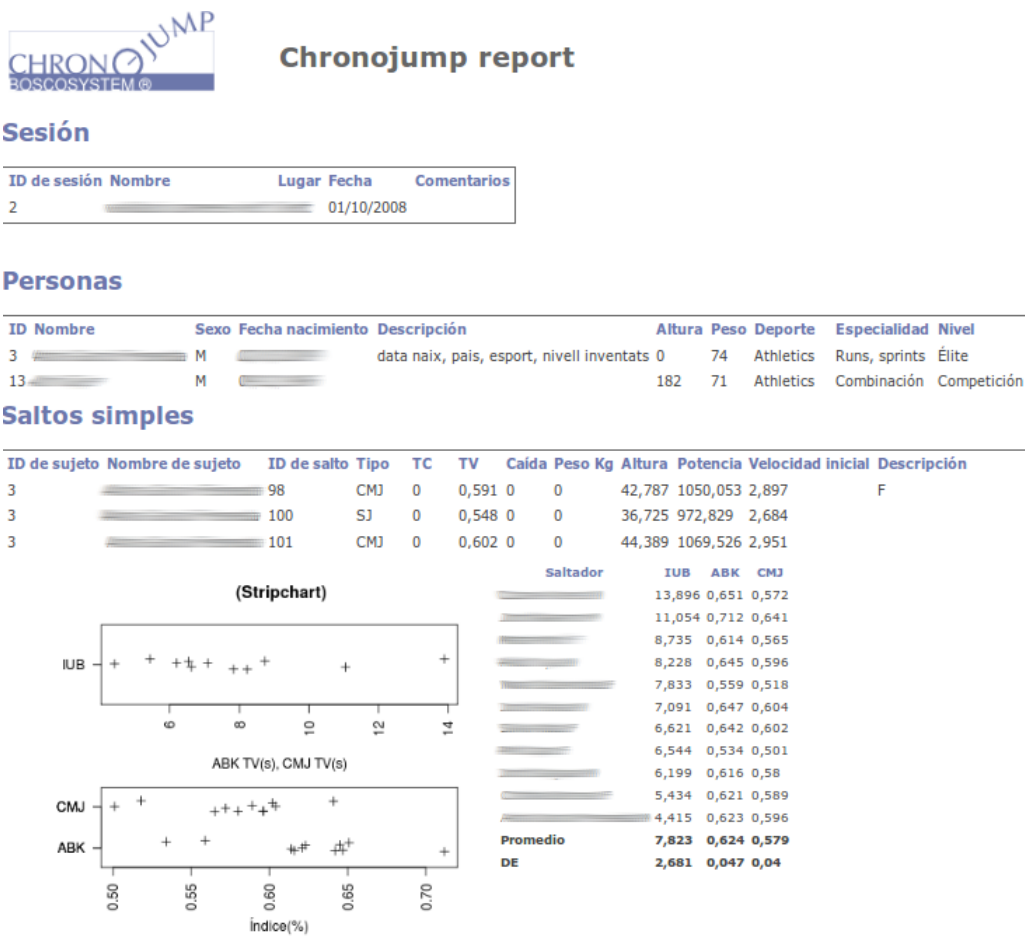 CHRONOJUMP
BOSCOSYSTEM ®
Chronojump report
Sesión
ID de sesión Nombre Lugar Fecha Comentarios
2 01/10/2008
Personas
ID Nombre Sexo Fecha nacimiento Descripción Altura Peso Deporte Especialidad Nivel
3 M data naix, pais, esport, nivell inventats 0 74 Athletics Runs, sprints Élite
13 M 182 71 Athletics Combinación Competición
Saltos simples
ID de sujeto Nombre de sujeto ID de salto Tipo TC TV Caída Peso Kg Altura Potencia Velocidad inicial Descripción
3 98 CMJ 0 0,591 0 0 42,787 1050,053 2,897 F
3 100 SJ 0 0,548 0 0 36,725 972,829 2,684
3 101 CMJ 0 0,602 0 0 44,389 1069,526 2,951
(Stripchart)
IUB
6 8 10 12 14
ABK TV(s), CMJ TV(s)
CMJ
ABK
0.50 0.55 0.60 0.65 0.70
Índice(%)
Saltador IUB ABK CMJ
13,896 0,651 0,572
11,054 0,712 0,641
8,735 0,614 0,565
8,228 0,645 0,596
7,833 0,559 0,518
7,091 0,647 0,604
6,621 0,642 0,602
6,544 0,534 0,501
6,199 0,616 0,58
5,434 0,621 0,589
4,415 0,623 0,596
Promedio 7,823 0,624 0,579
DE 2,681 0,047 0,04